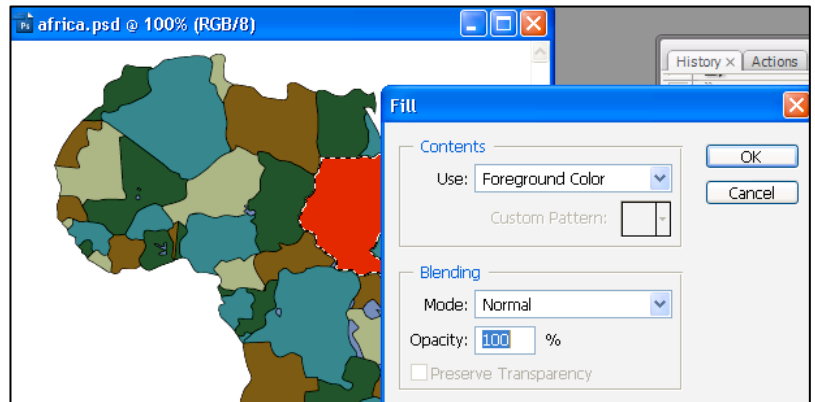 Ps africa.psd @ 100% (RGB/8)
History × Actions
Fill
Contents
Use: Foreground Color
OK
Custom Pattern:
Cancel
Blending
Mode: Normal
Opacity: 100 %
Preserve Transparency